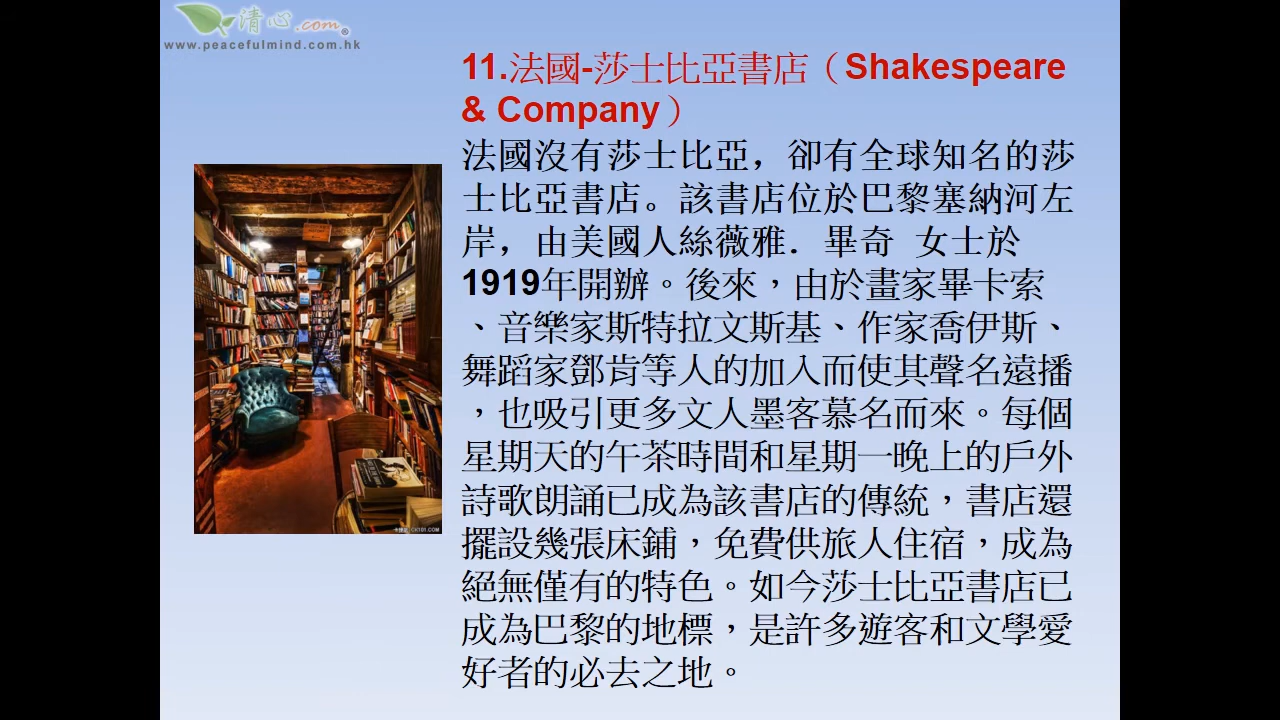 清心.com®
www.peacefulmind.com.hk
11.法國-莎士比亞書店（Shakespeare
& Company）
法國沒有莎士比亞，卻有全球知名的莎
士比亞書店。該書店位於巴黎塞納河左
岸，由美國人絲薇雅．畢奇 女士於
1919年開辦。後來，由於畫家畢卡索
、音樂家斯特拉文斯基、作家喬伊斯、
舞蹈家鄧肯等人的加入而使其聲名遠播
，也吸引更多文人墨客慕名而來。每個
星期天的午茶時間和星期一晚上的戶外
詩歌朗誦已成為該書店的傳統，書店還
擺設幾張床鋪，免費供旅人住宿，成為
絕無僅有的特色。如今莎士比亞書店已
成為巴黎的地標，是許多遊客和文學愛
好者的必去之地。